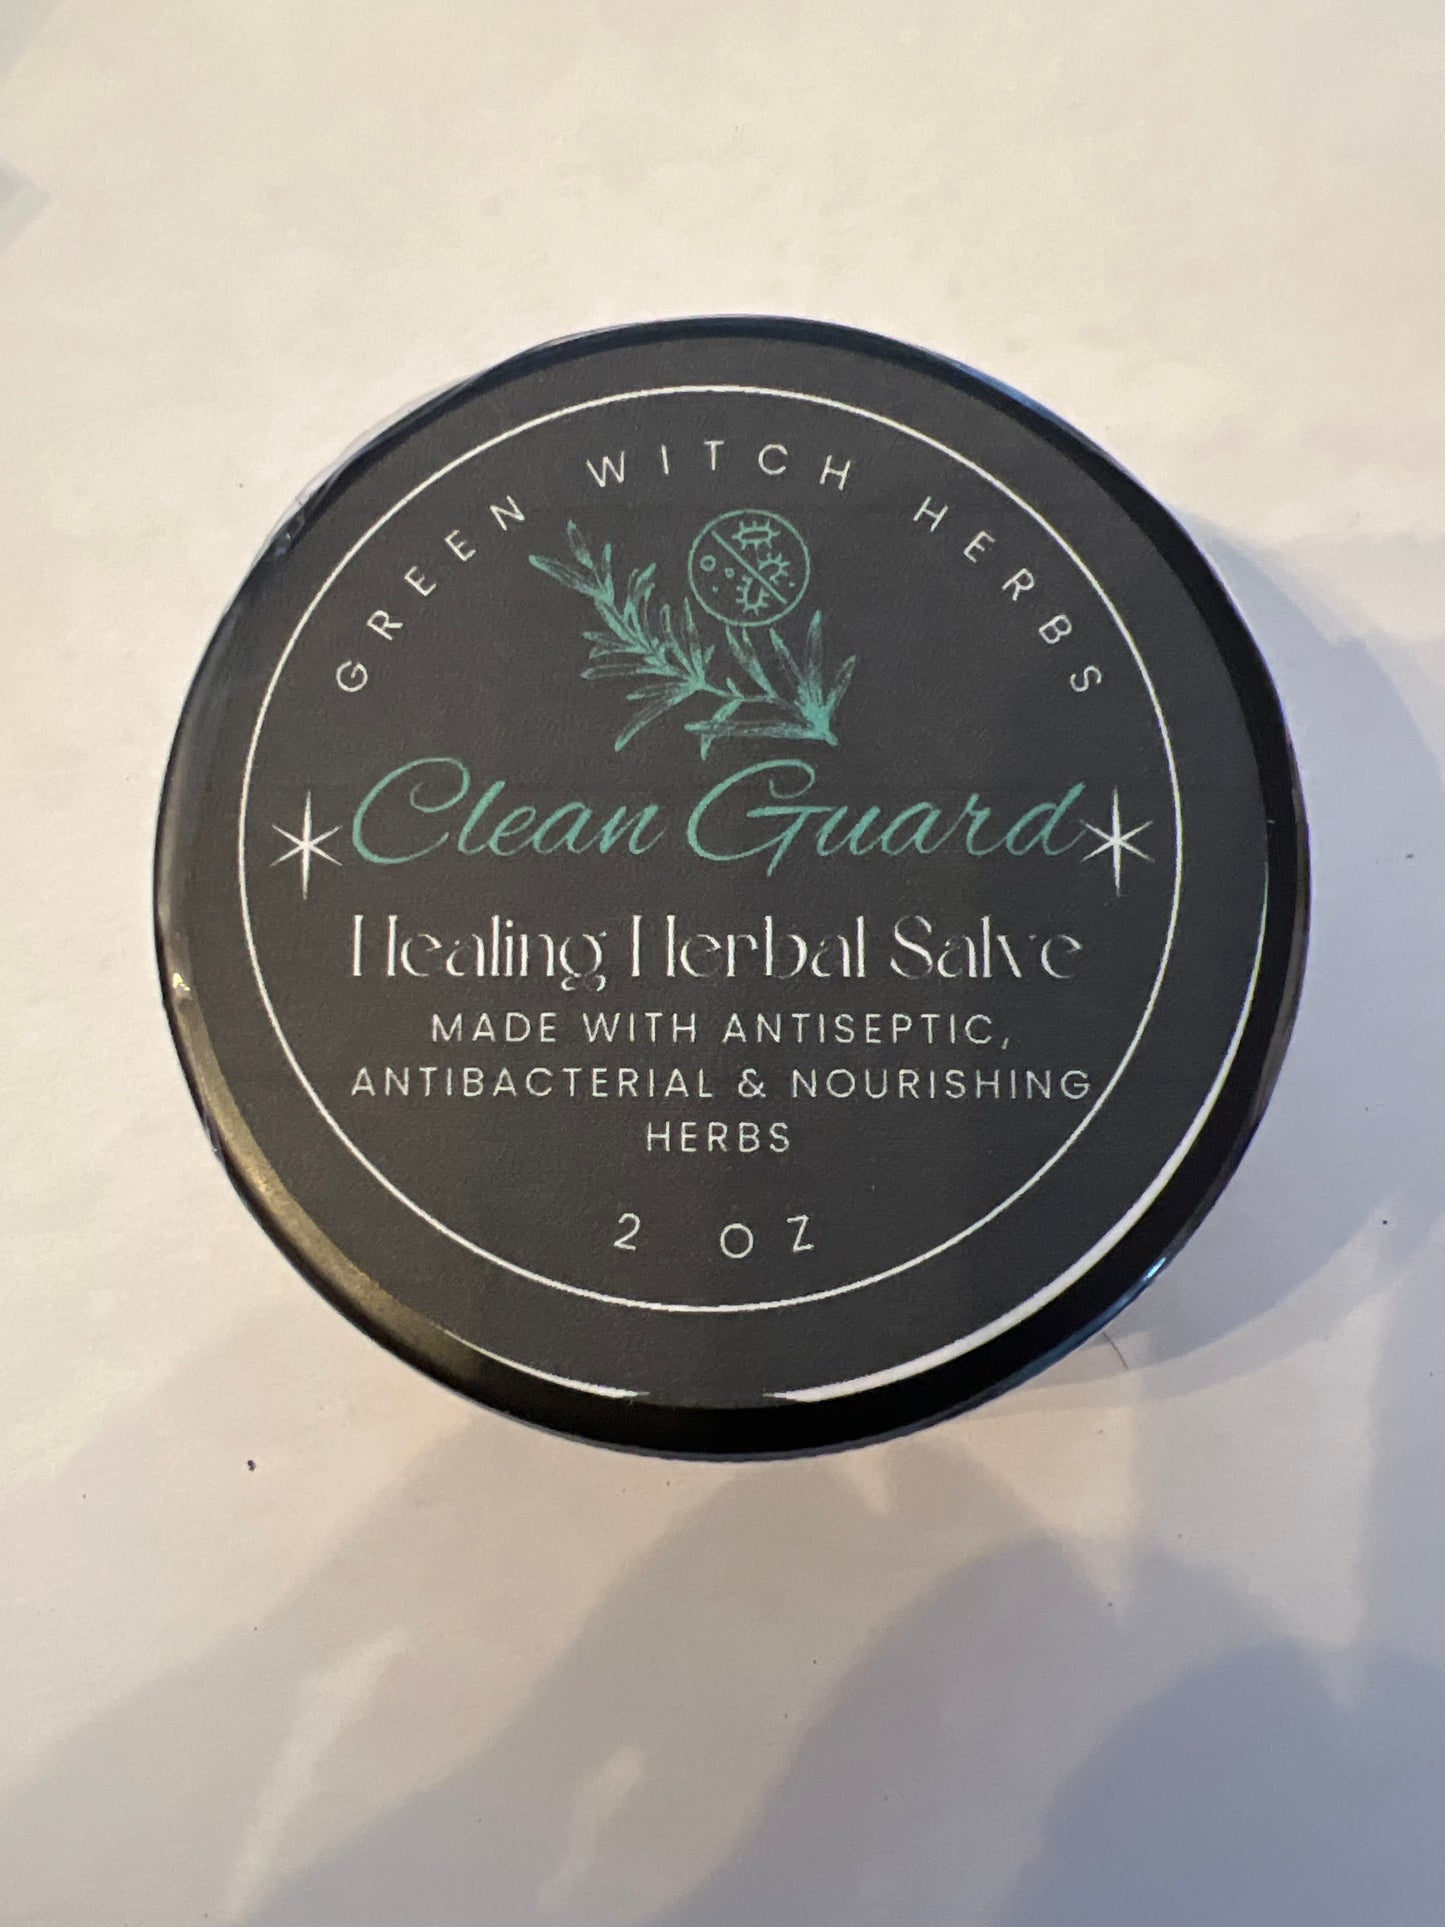 GREEN WITCH HERBS
Clean Guard
Healing Herbal Salve
MADE WITH ANTISEPTIC,
ANTIBACTERIAL & NOURISHING
HERBS
2 OZ